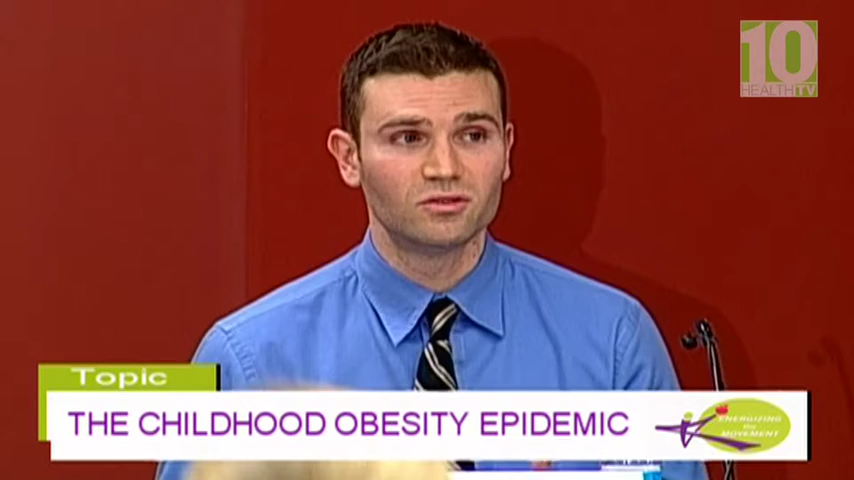 10
HEALTHTV
Topic
THE CHILDHOOD OBESITY EPIDEMIC
ENERGIZING
the
MOVEMENT